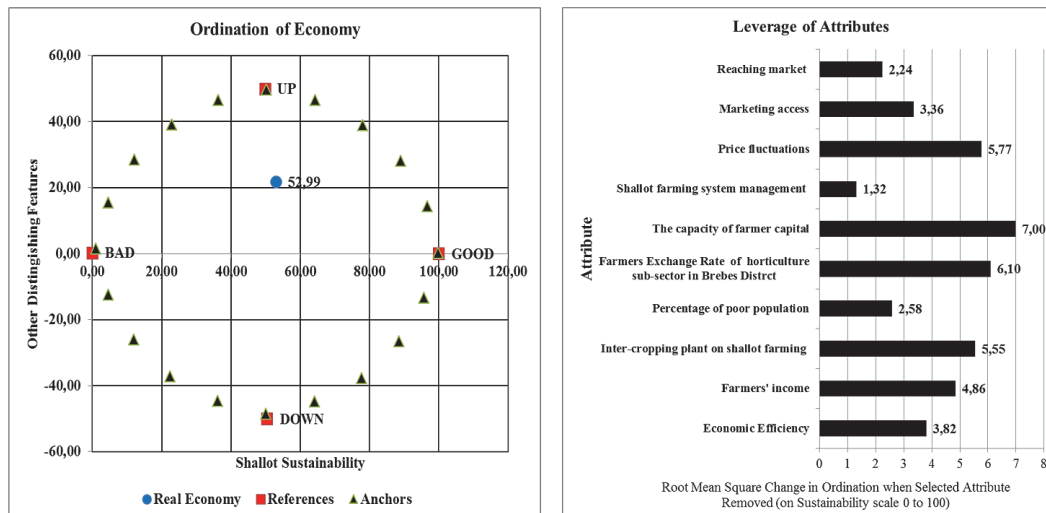 Ordination of Economy
60,00
UP
40,00
20,00
52,99
0,00
BAD
GOOD
0,00 20,00 40,00 60,00 80,00 100,00 120,00
-20,00
-40,00
DOWN
-60,00
Other Distingishing Features
Shallot Sustainability
Real Economy References Anchors
Leverage of Attributes
Reaching market 2,24
Marketing access 3,36
Price fluctuations 5,77
Shallot farming system management 1,32
The capacity of farmer capital 7,00
Farmers Exchange Rate of horticulture
sub-sector in Brebes Distrct 6,10
Percentage of poor population 2,58
Inter-cropping plant on shallot farming 5,55
Farmers' income 4,86
Economic Efficiency 3,82
Attribute
0 1 2 3 4 5 6 7 8
Root Mean Square Change in Ordination when Selected Attribute
Removed (on Sustainability scale 0 to 100)